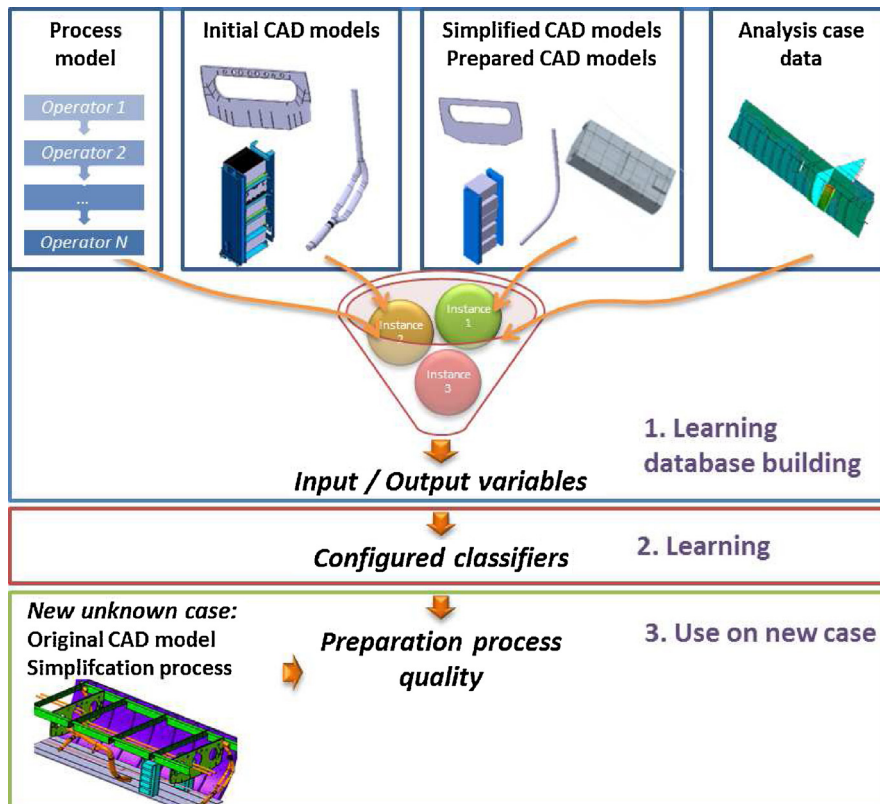 Process
model
Operator 1
Operator 2
...
Operator N
Initial CAD models
Simplified CAD models
Prepared CAD models
Analysis case
data
Instance
1
Instance
2
Instance
3
1. Learning
database building
Input / Output variables
Configured classifiers
2. Learning
New unknown case:
Original CAD model
Simplifcation process
Preparation process
quality
3. Use on new case